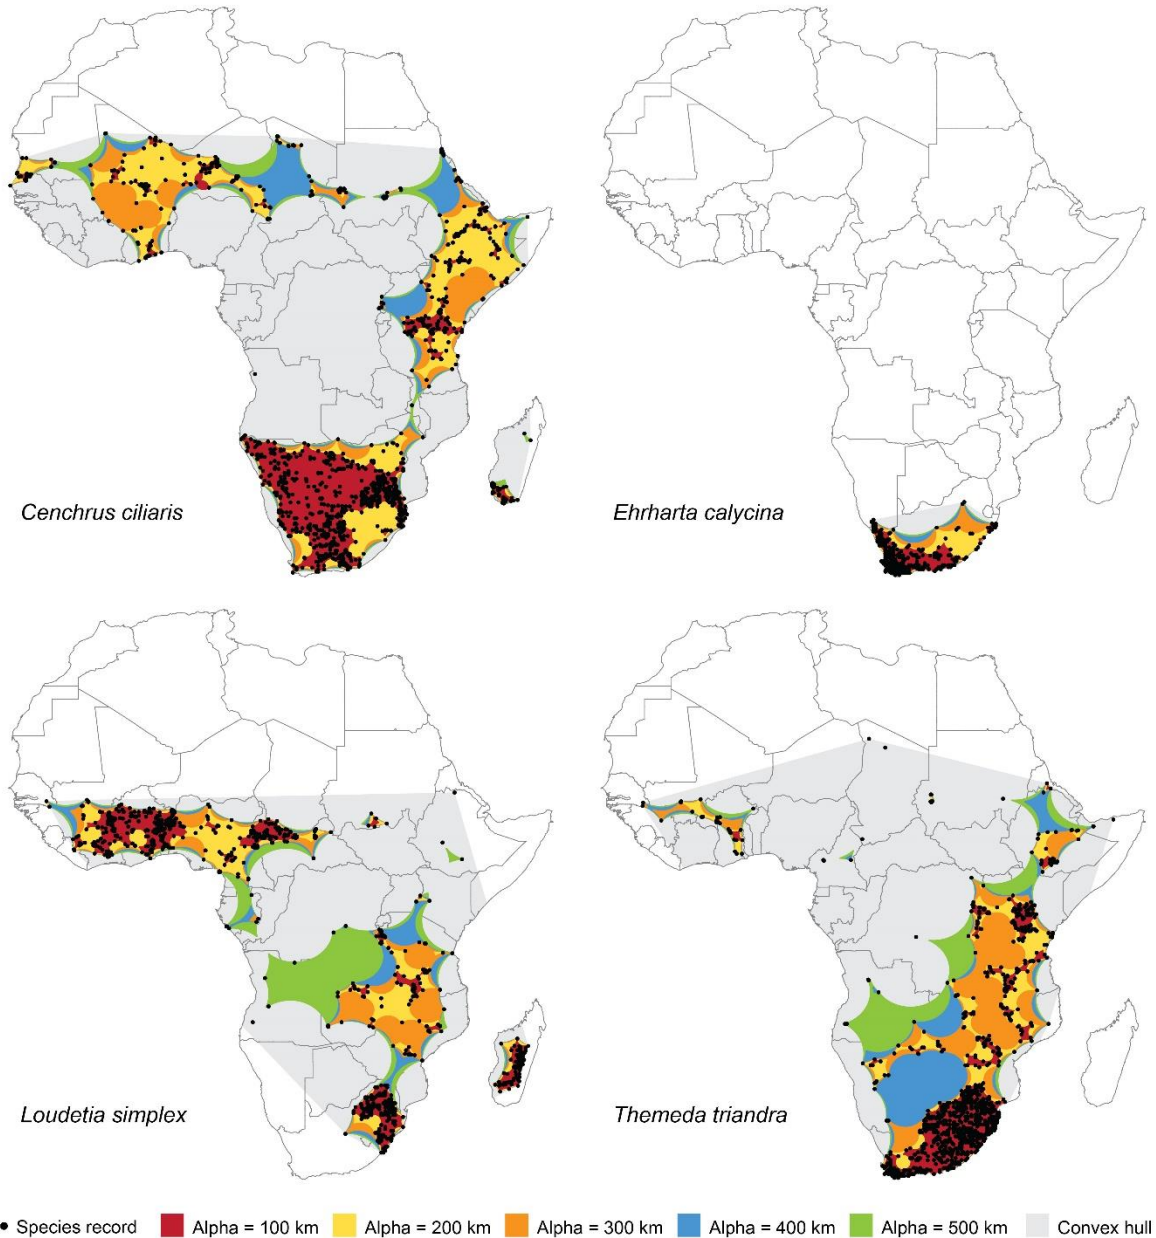 Cenchrus ciliaris
Ehrharta calycina
Loudetia simplex
Themeda triandra
Species record Alpha = 100 km Alpha = 200 km Alpha = 300 km Alpha = 400 km Alpha = 500 km Convex hull